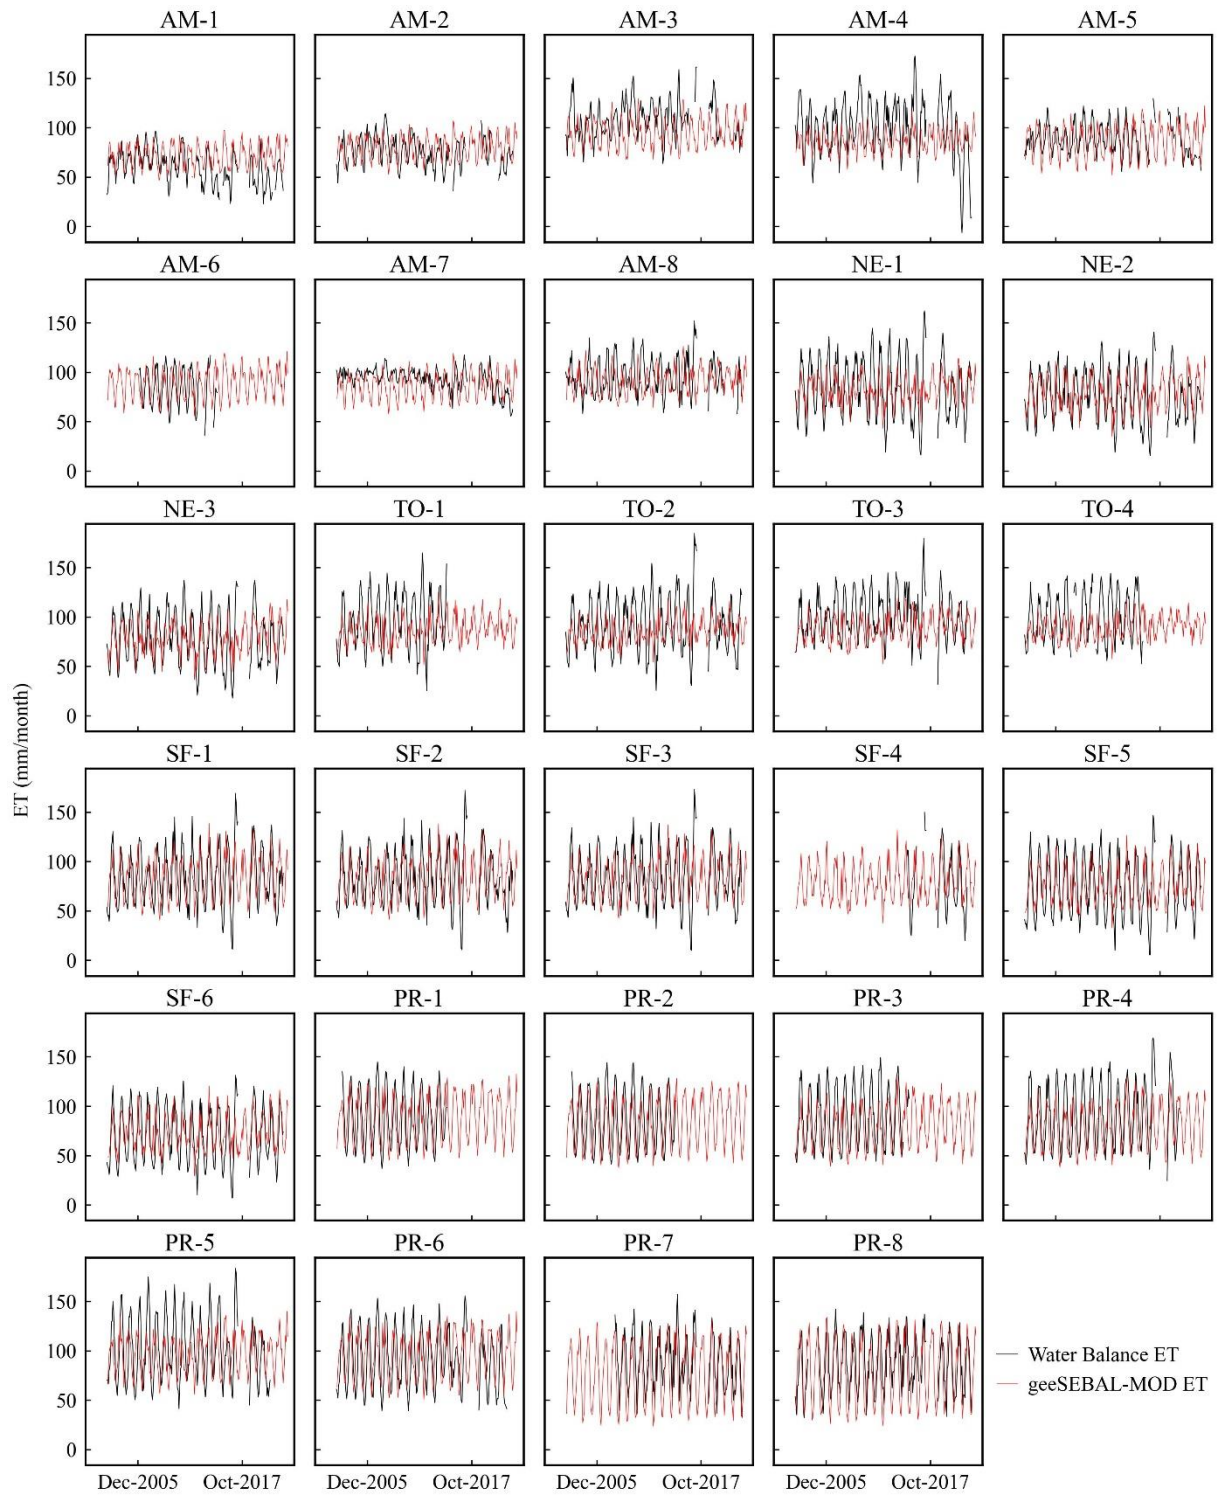 AM-1 AM-2 AM-3 AM-4 AM-5
150
100
50
0
AM-6 AM-7 AM-8 NE-1 NE-2
150
100
50
0
NE-3 TO-1 TO-2 TO-3 TO-4
150
100
50
0
ET (mm/month)
SF-1 SF-2 SF-3 SF-4 SF-5
150
100
50
0
SF-6 PR-1 PR-2 PR-3 PR-4
150
100
50
0
PR-5 PR-6 PR-7 PR-8
150
100
50
0
Water Balance ET
geeSEBAL-MOD ET
Dec-2005 Oct-2017 Dec-2005 Oct-2017 Dec-2005 Oct-2017 Dec-2005 Oct-2017